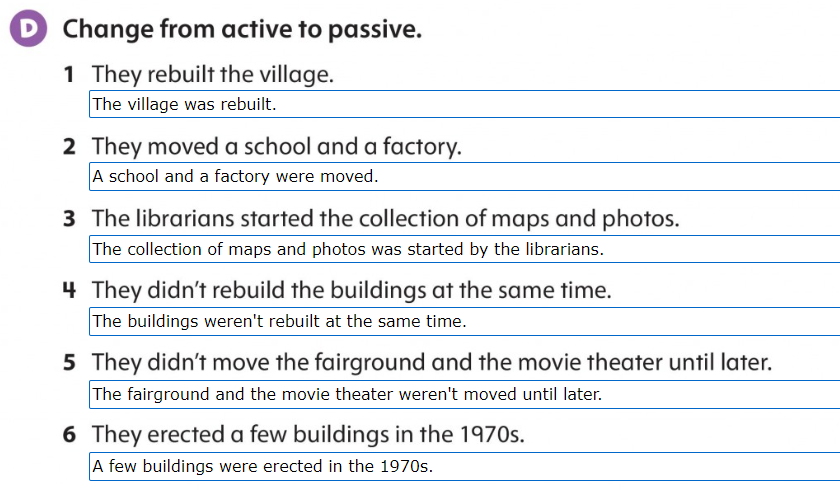 D Change from active to passive.
1 They rebuilt the village.
The village was rebuilt.
2 They moved a school and a factory.
A school and a factory were moved.
3 The librarians started the collection of maps and photos.
The collection of maps and photos was started by the librarians.
4 They didn't rebuild the buildings at the same time.
The buildings weren't rebuilt at the same time.
5 They didn't move the fairground and the movie theater until later.
The fairground and the movie theater weren't moved until later.
6 They erected a few buildings in the 1970s.
A few buildings were erected in the 1970s.